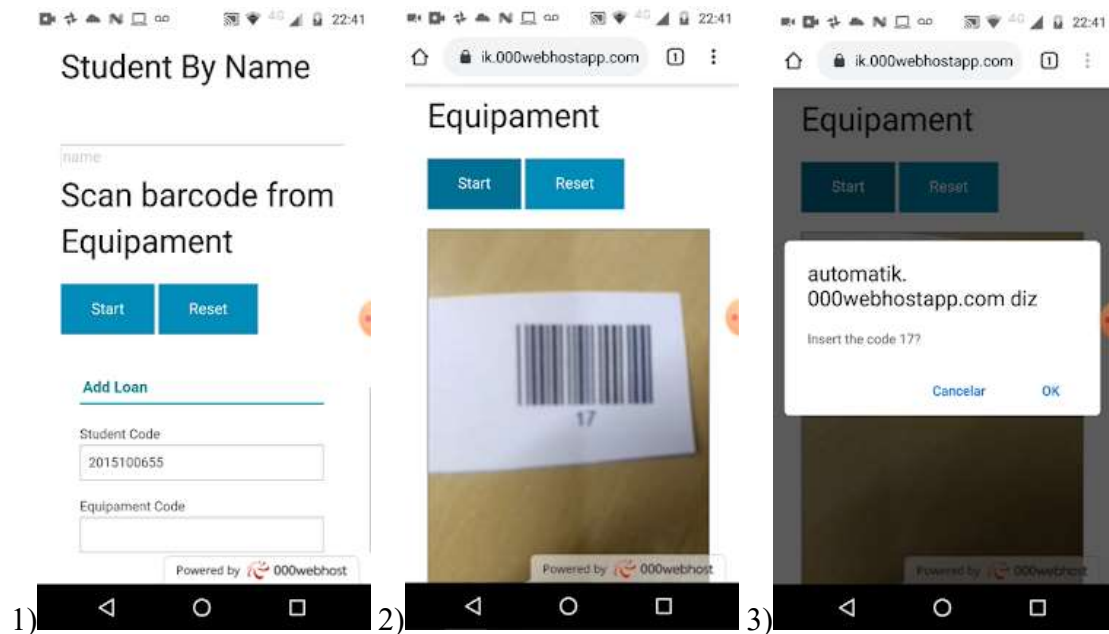 22:41
Student By Name
name
Scan barcode from
Equipament
Start Reset
Add Loan
Student Code
2015100655
Equipament Code
Powered by 000webhost
1)
4G 22:41
ik.000webhostapp.com 1
Equipament
Start Reset
17
Powered by 000webhost
2)
4G 22:41
ik.000webhostapp.com 1
Equipament
Start Reset
automatik.
000webhostapp.com diz
Insert the code 17?
Cancelar OK
Powered by 000webhost
3)